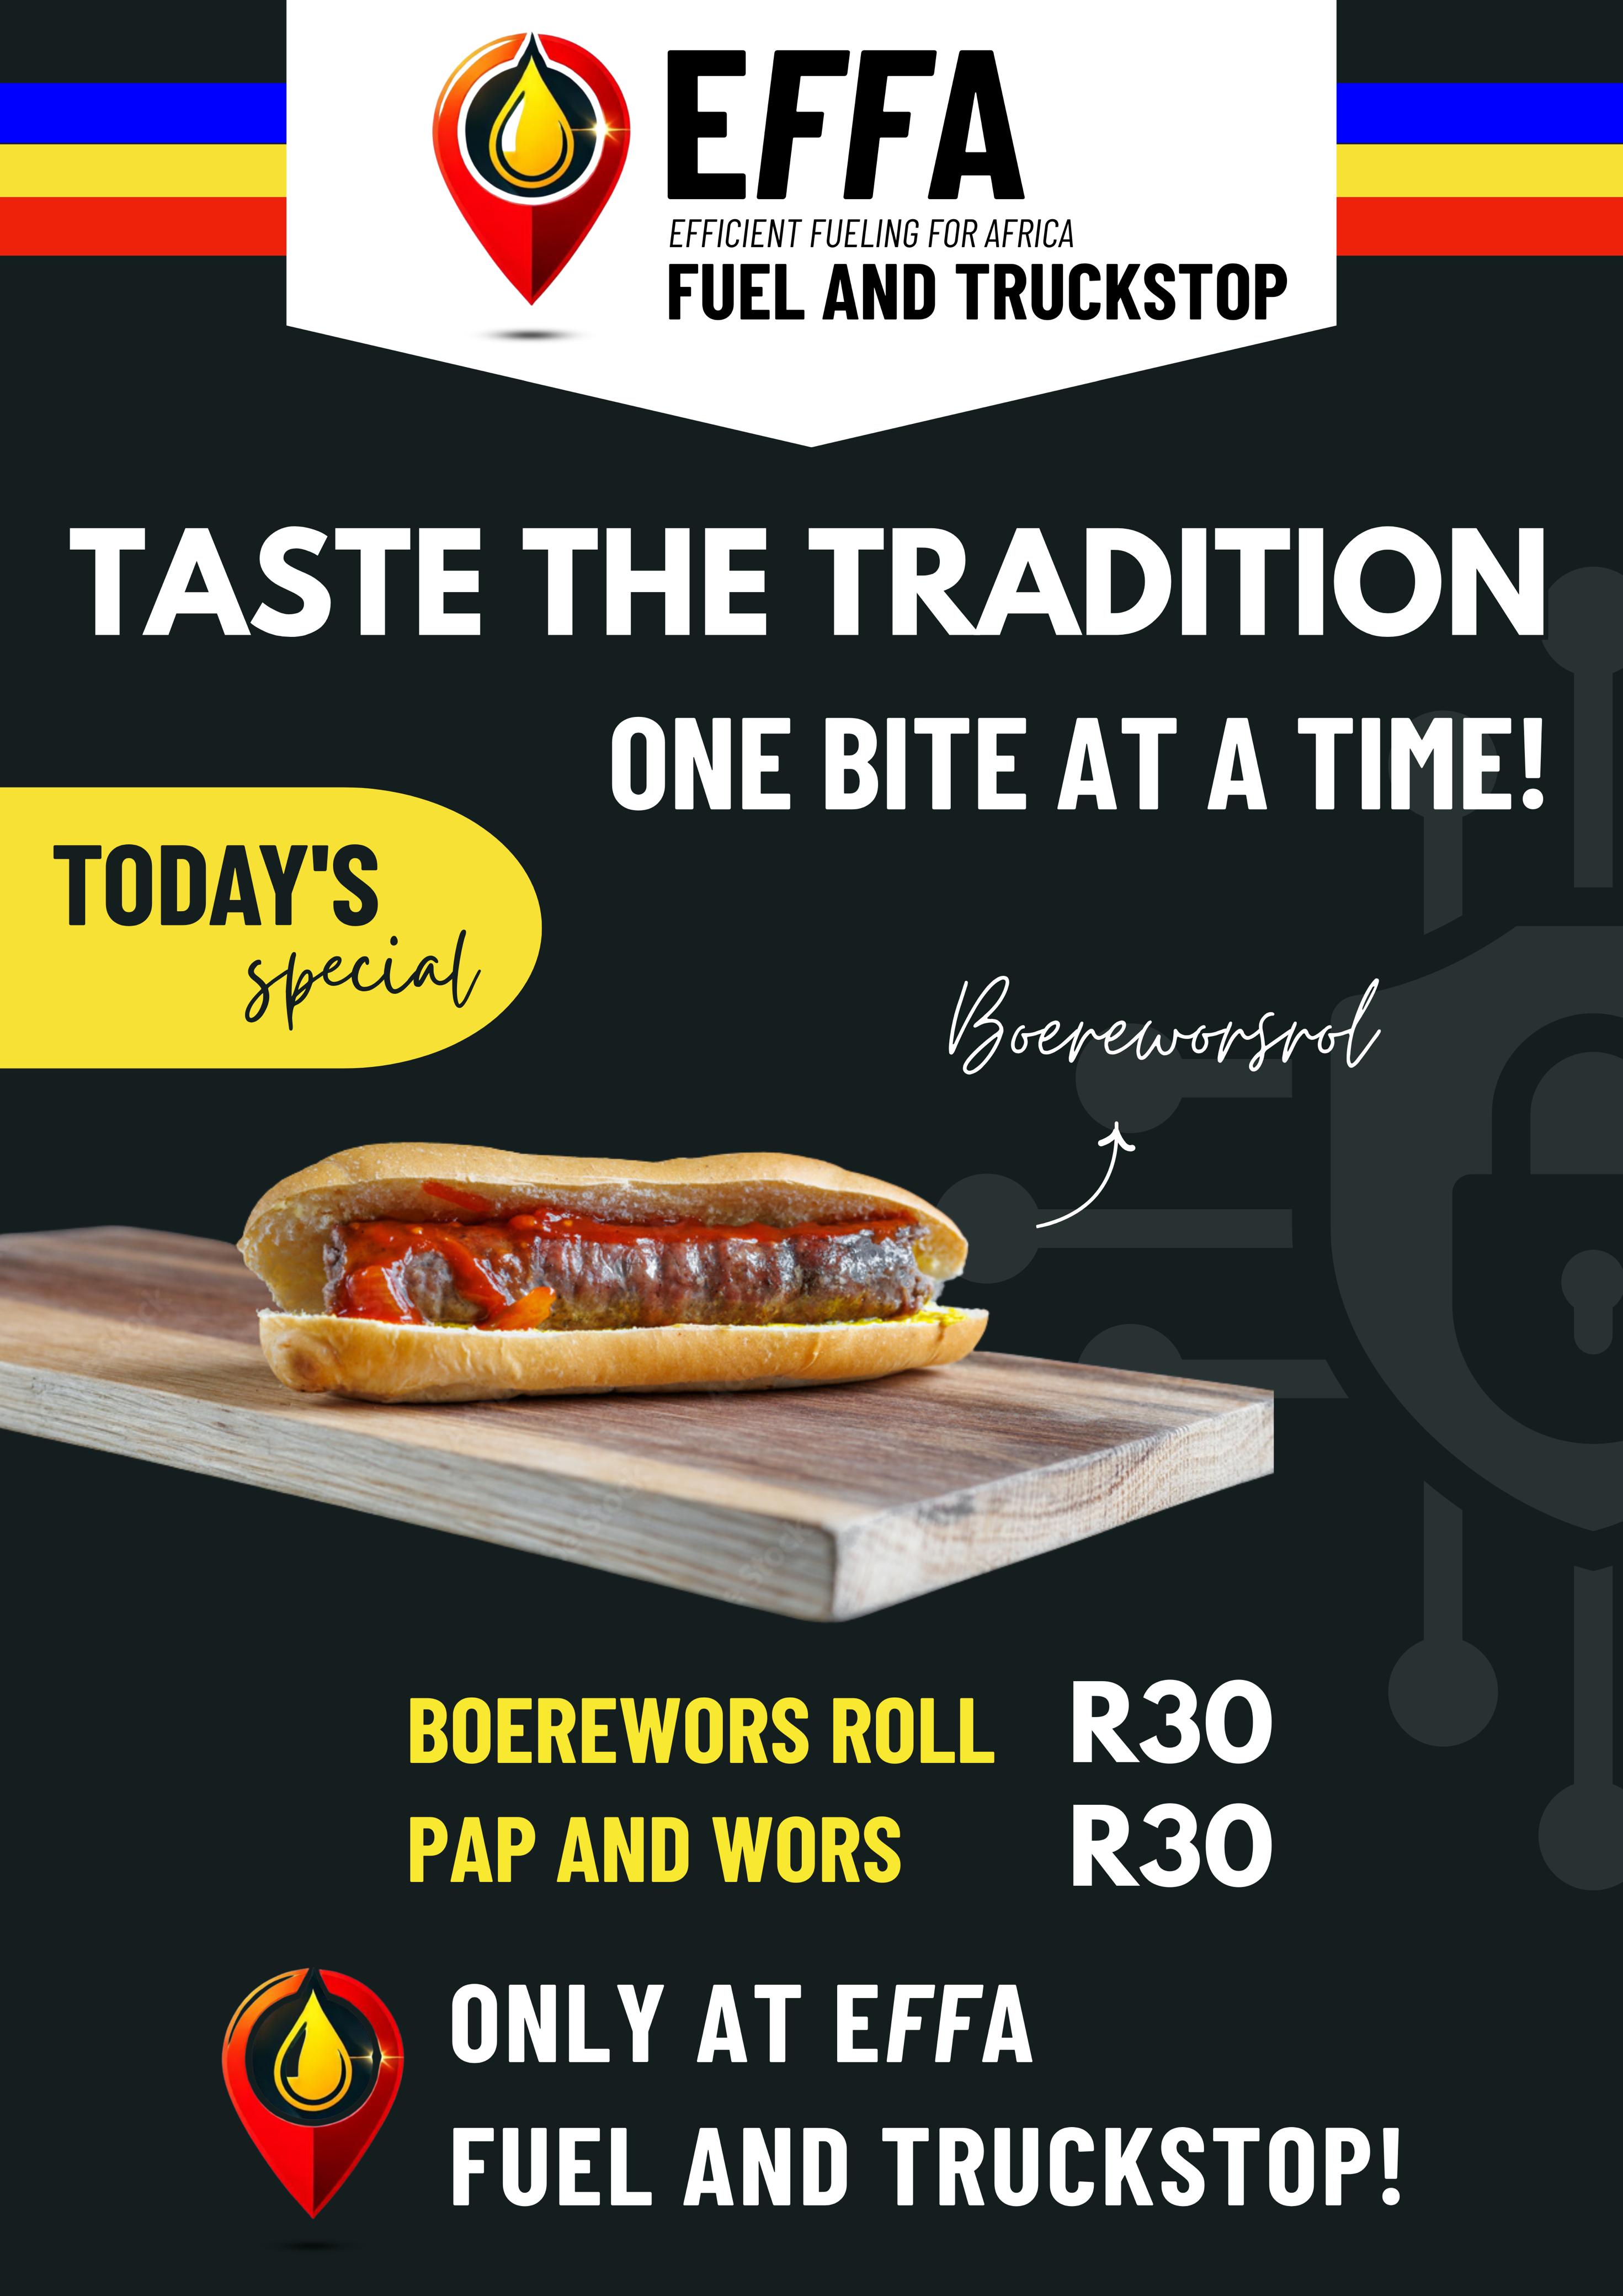 EFFA
EFFICIENT FUELING FOR AFRICA
FUEL AND TRUCKSTOP
TASTE THE TRADITION
ONE BITE AT A TIME!
TODAY'S
special
Boereworsrol
BOEREWORS ROLL R30
PAP AND WORS R30
ONLY AT EFFA
FUEL AND TRUCKSTOP!